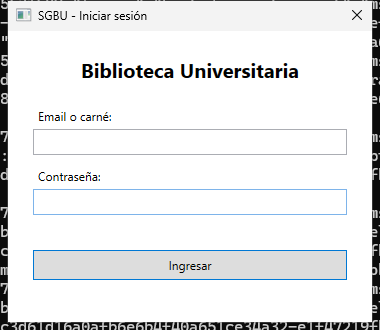 SGBU - Iniciar sesión
Biblioteca Universitaria
Email o carné:
Contraseña:
Ingresar